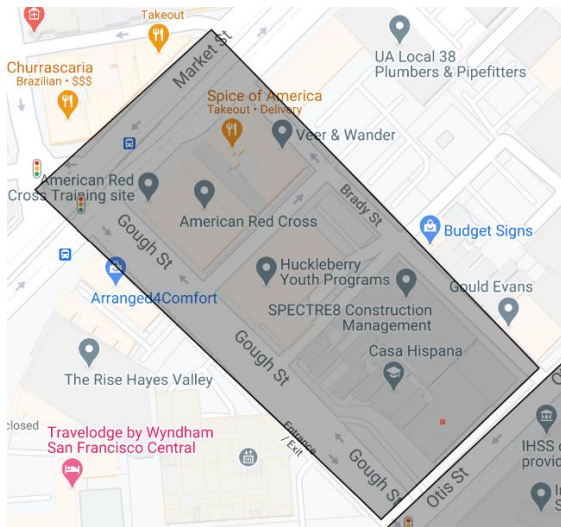 Takeout
Market St
UA Local 38
Plumbers & Pipefitters
Churrascaria
Brazilian • $$$
Spice of America
Takeout • Delivery
Veer & Wander
American Red
Cross Training site
American Red Cross
Brady St
Gough St
Budget Signs
Huckleberry
Youth Programs
Gould Evans
Arranged4Comfort
SPECTRE8 Construction
Management
Casa Hispana
Gough St
The Rise Hayes Valley
closed
Travelodge by Wyndham
San Francisco Central
Entrance
/ Exit
Gough St
Otis St
IHSS
provid